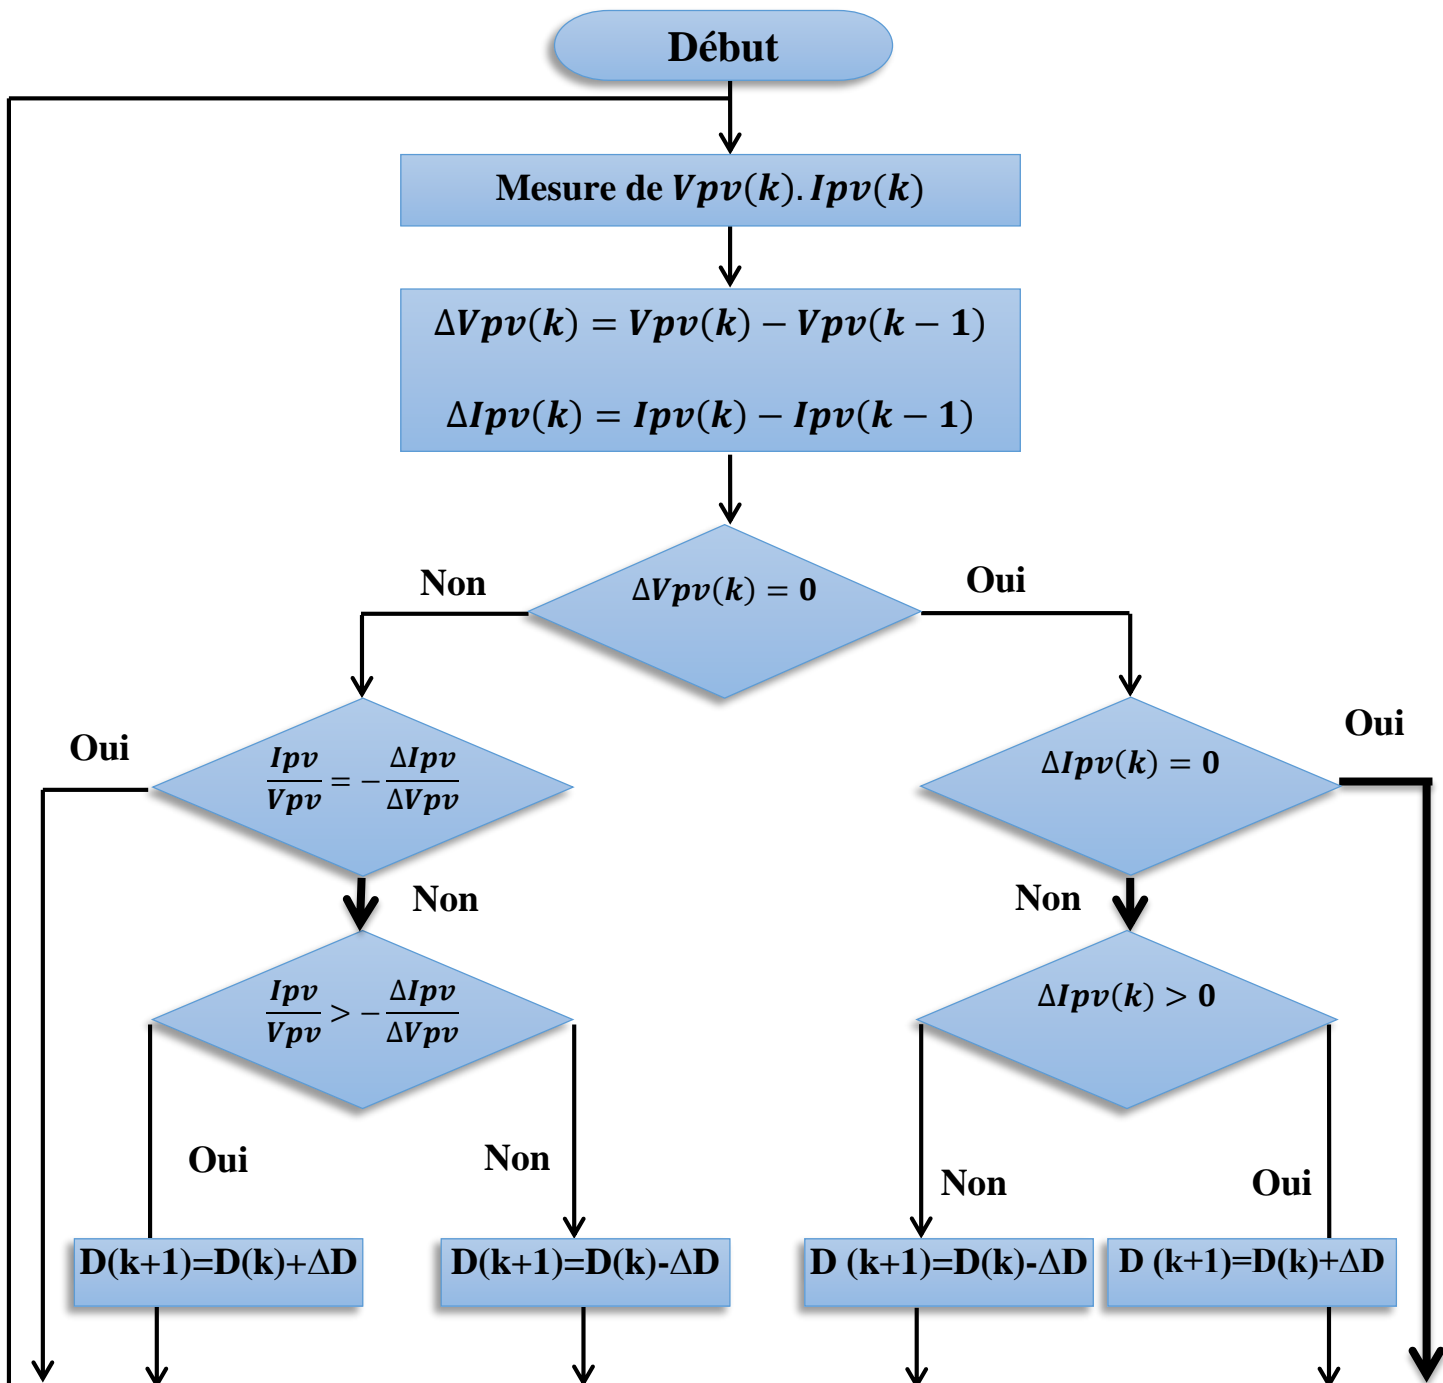 Début
Mesure de Vpv(k). Ipv(k)
ΔVpv(k) = Vpv(k) − Vpv(k − 1)
ΔIpv(k) = Ipv(k) − Ipv(k − 1)
Non
ΔVpv(k) = 0
Oui
Oui
Ipv/Vpv = − ΔIpv/ΔVpv
ΔIpv(k) = 0
Oui
Non
Non
Ipv/Vpv > − ΔIpv/ΔVpv
ΔIpv(k) > 0
Oui
Non
Non
Oui
D(k+1)=D(k)+ΔD
D(k+1)=D(k)-ΔD
D (k+1)=D(k)-ΔD
D (k+1)=D(k)+ΔD